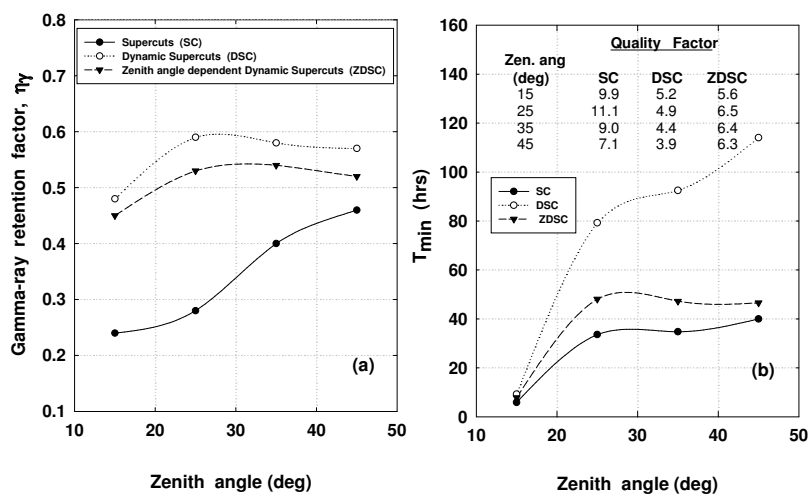 Supercuts (SC)
Dynamic Supercuts (DSC)
Zenith angle dependent Dynamic Supercuts (ZDSC)
Gamma-ray retention factor, ηγ
0.8
0.7
0.6
0.5
0.4
0.3
0.2
0.1
10 20 30 40 50
Zenith angle (deg)
(a)
Quality Factor
Zen. ang
(deg) SC DSC ZDSC
15 9.9 5.2 5.6
25 11.1 4.9 6.5
35 9.0 4.4 6.4
45 7.1 3.9 6.3
SC
DSC
ZDSC
Tmin (hrs)
160
140
120
100
80
60
40
20
0
10 20 30 40 50
Zenith angle (deg)
(b)